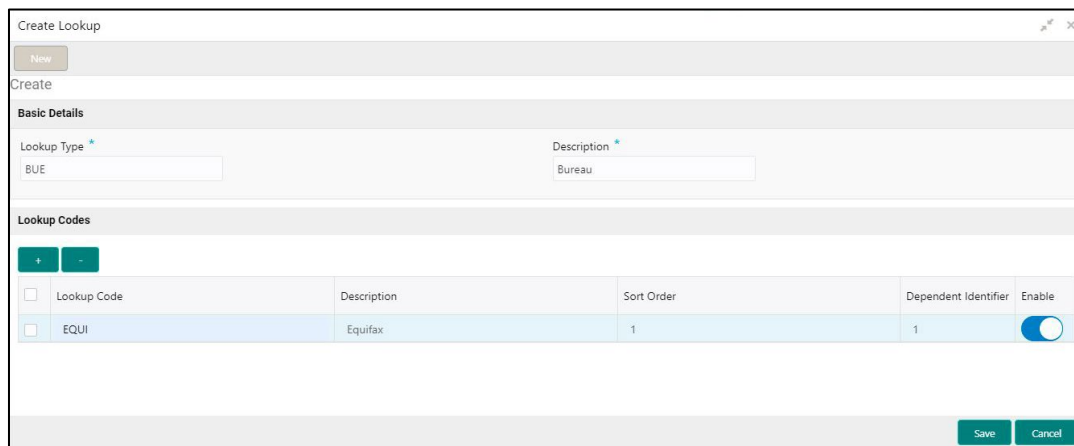 Create Lookup
New
Create
Basic Details
Lookup Type *
Description *
BUE
Bureau
Lookup Codes
+ -
Lookup Code Description Sort Order Dependent Identifier Enable
EQUI Equifax 1 1
Save Cancel